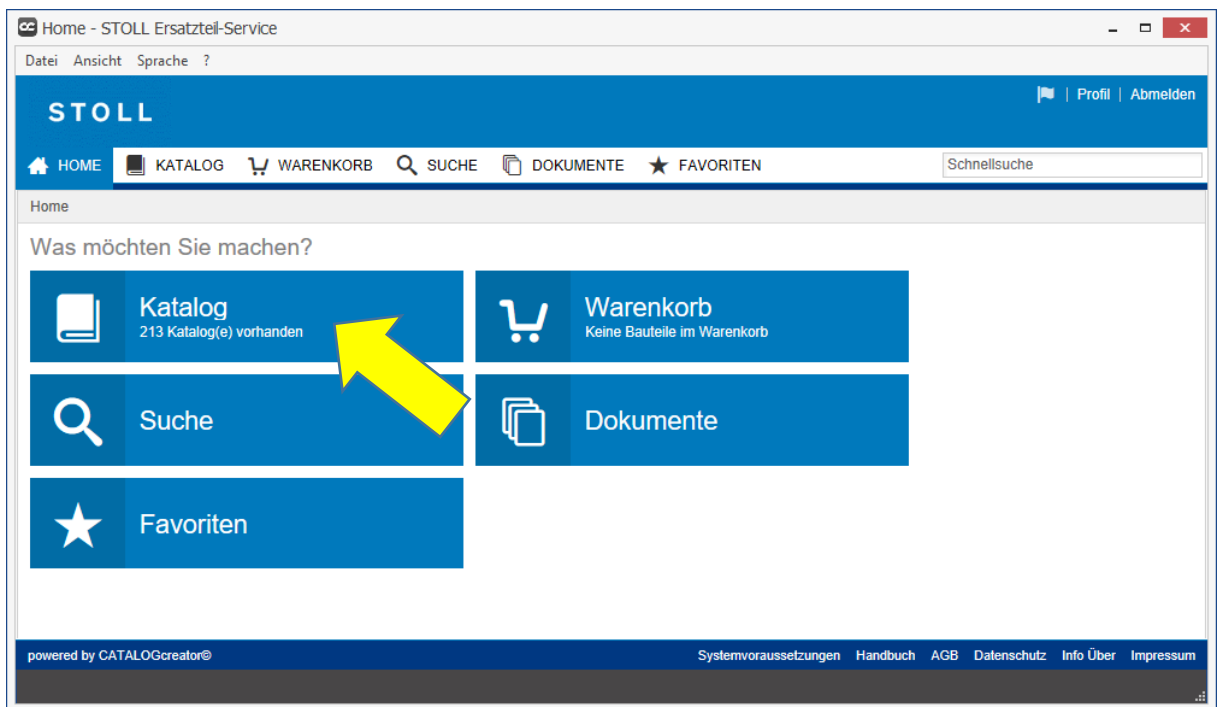 Home - STOLL Ersatzteil-Service
Datei Ansicht Sprache ?
| Profil | Abmelden
STOLL
HOME KATALOG WARENKORB SUCHE DOKUMENTE FAVORITEN Schnellsuche
Home
Was möchten Sie machen?
Katalog
213 Katalog(e) vorhanden
Warenkorb
Keine Bauteile im Warenkorb
Suche
Dokumente
Favoriten
powered by CATALOGcreator© Systemvoraussetzungen Handbuch AGB Datenschutz Info Über Impressum